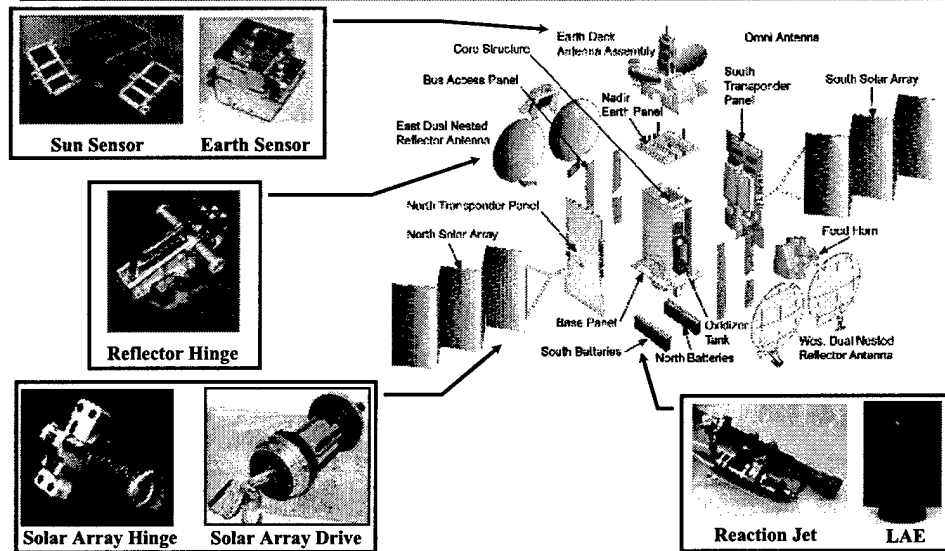 Sun Sensor
Earth Sensor
Reflector Hinge
Solar Array Hinge
Solar Array Drive
Reaction Jet
LAE
Earth Deck
Antenna Assembly
Omni Antenna
Core Structure
Bus Access Panel
South
Transponder
Panel
South Solar Array
Nadir
Earth Panel
East Dual Nested
Reflector Antenna
North Transponder Panel
North Solar Array
Feed Horn
Base Panel
Oxidizer
Tank
South Batteries
North Batteries
Wes. Dual Nested
Reflector Antenna